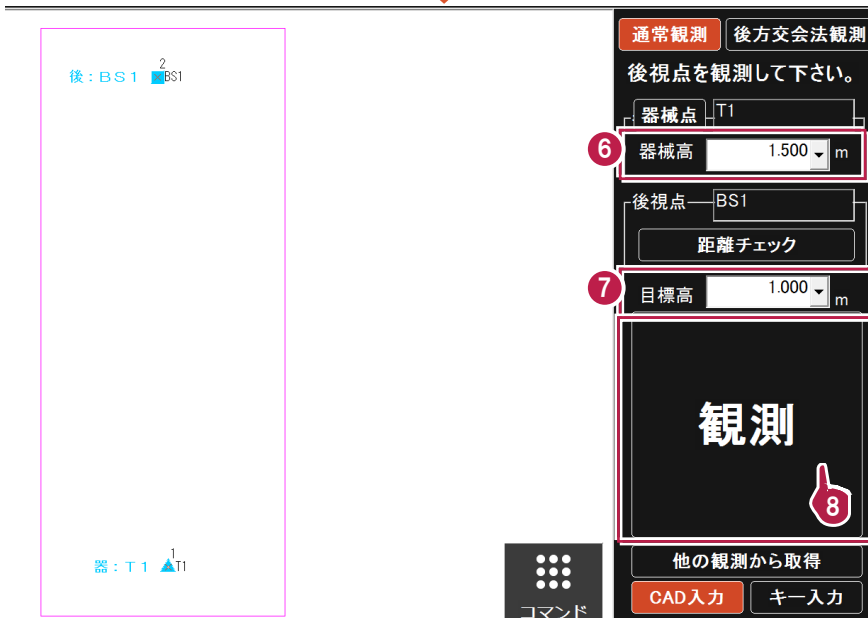 通常観測 後方交会法観測
後視点を観測して下さい。
2
後：BS1 BS1
器械点 T1
6 器械高 1.500 m
後視点 BS1
距離チェック
7 目標高 1.000 m
観測
8
1
器：T1 T1
他の観測から取得
コマンド
CAD入力 キー入力